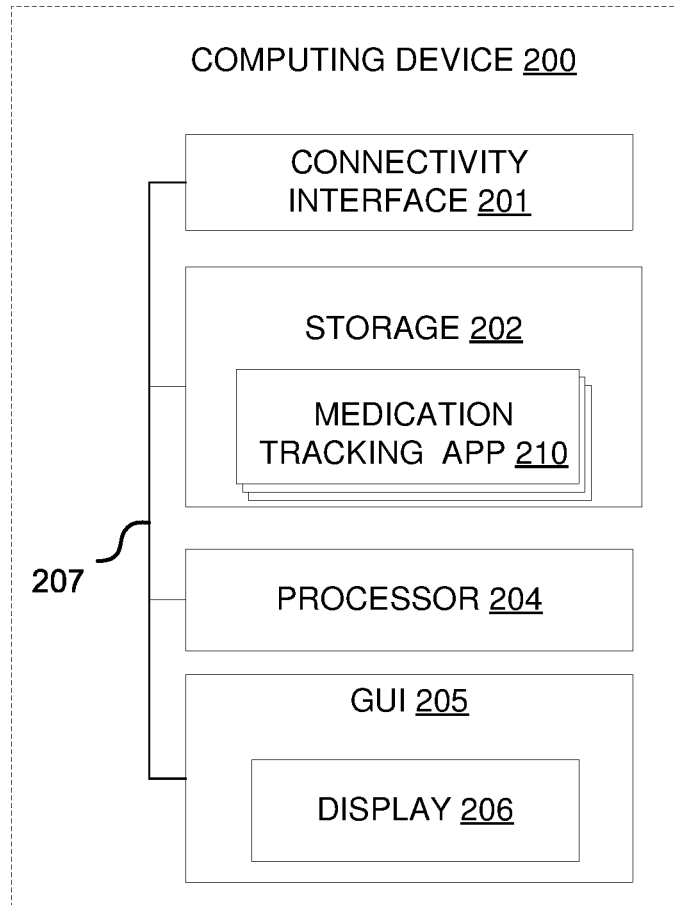 COMPUTING DEVICE 200
CONNECTIVITY
INTERFACE 201
STORAGE 202
MEDICATION
TRACKING APP 210
207
PROCESSOR 204
GUI 205
DISPLAY 206